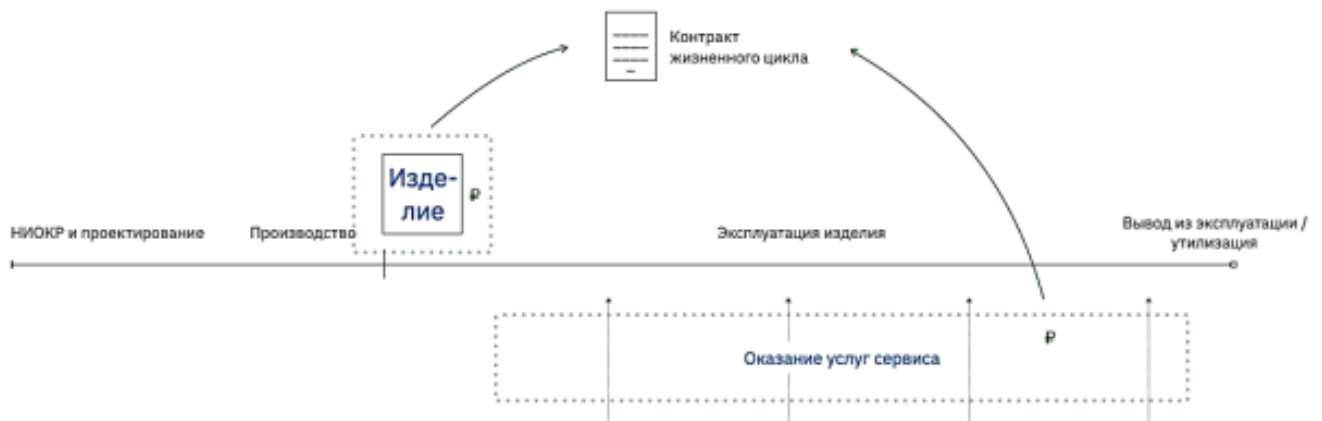 Контракт
жизненного цикла
Изде-
лие
₽
НИОКР и проектирование
Производство
Эксплуатация изделия
Вывод из эксплуатации /
утилизация
₽
Оказание услуг сервиса